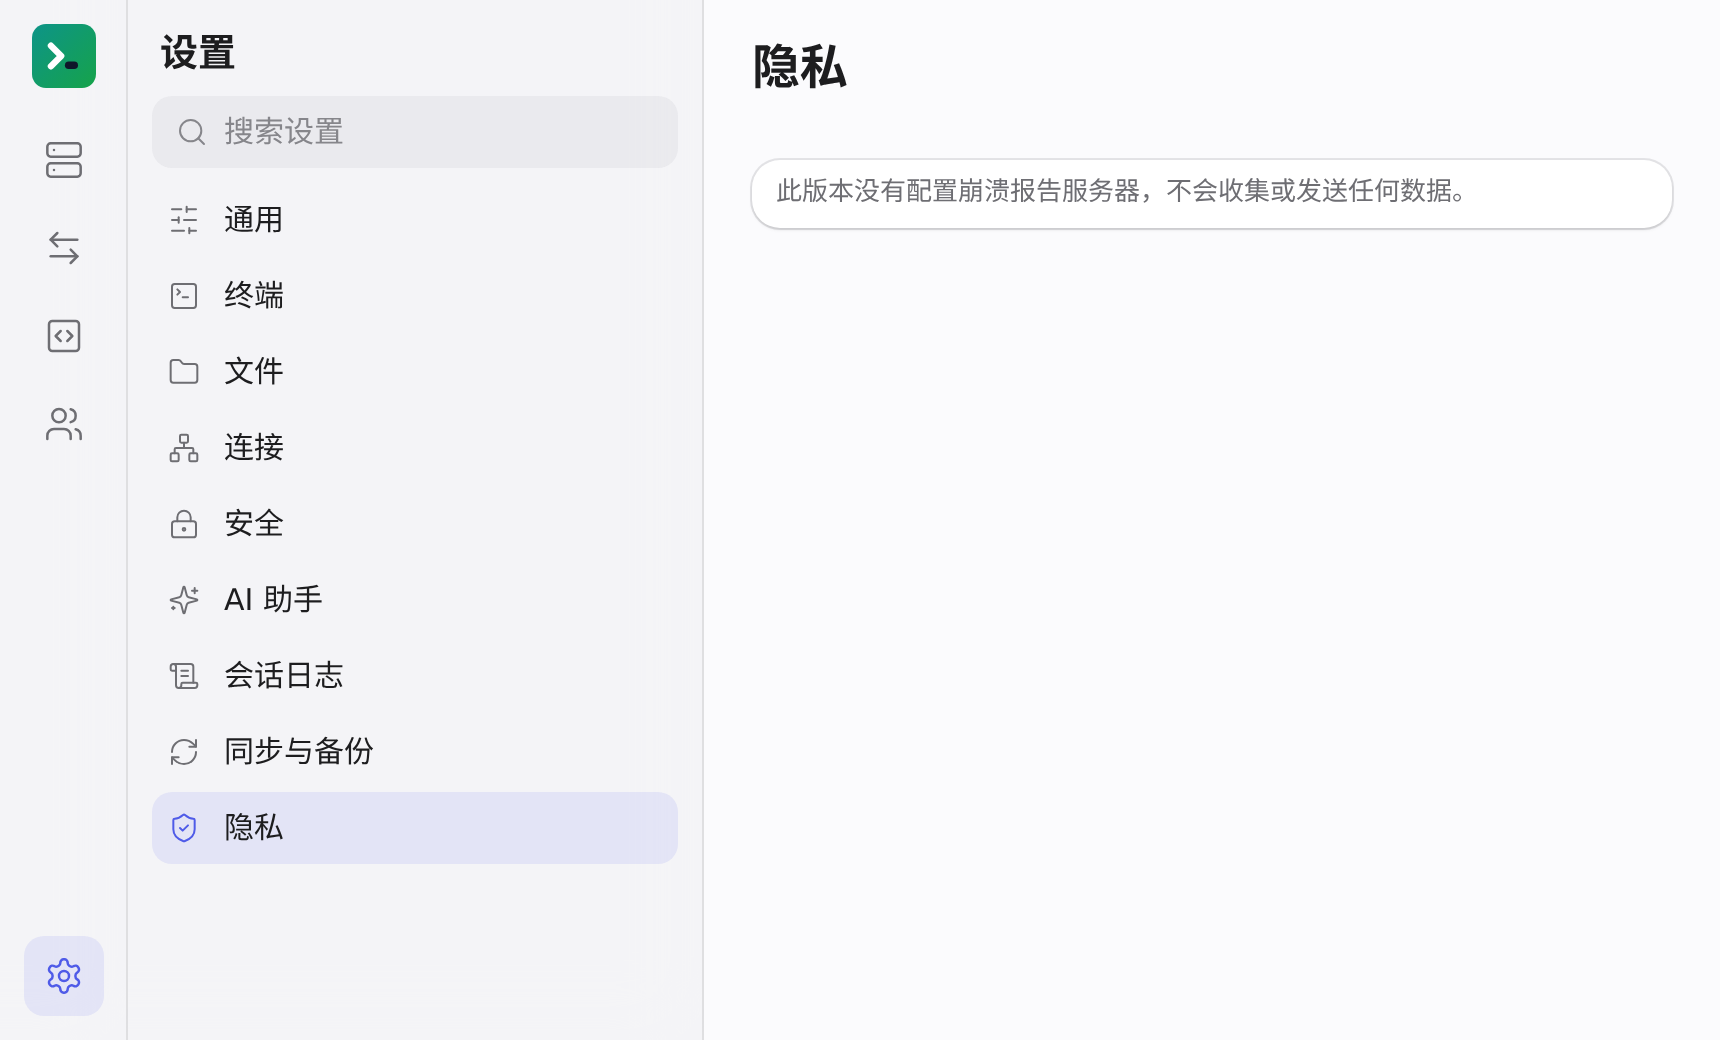 设置
搜索设置
通用
终端
文件
连接
安全
AI 助手
会话日志
同步与备份
隐私
隐私
此版本没有配置崩溃报告服务器，不会收集或发送任何数据。